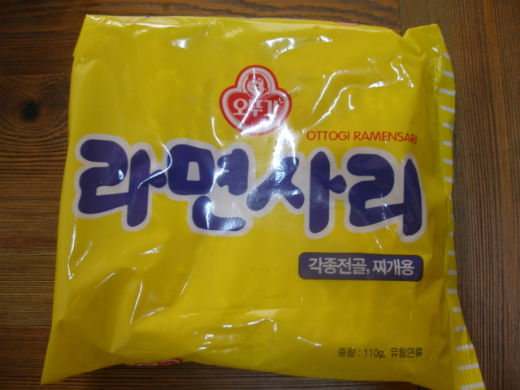 오뚜기
OTTOGI RAMENSARI
라면사리
각종전골, 찌개용
중량 : 110g, 유탕면류